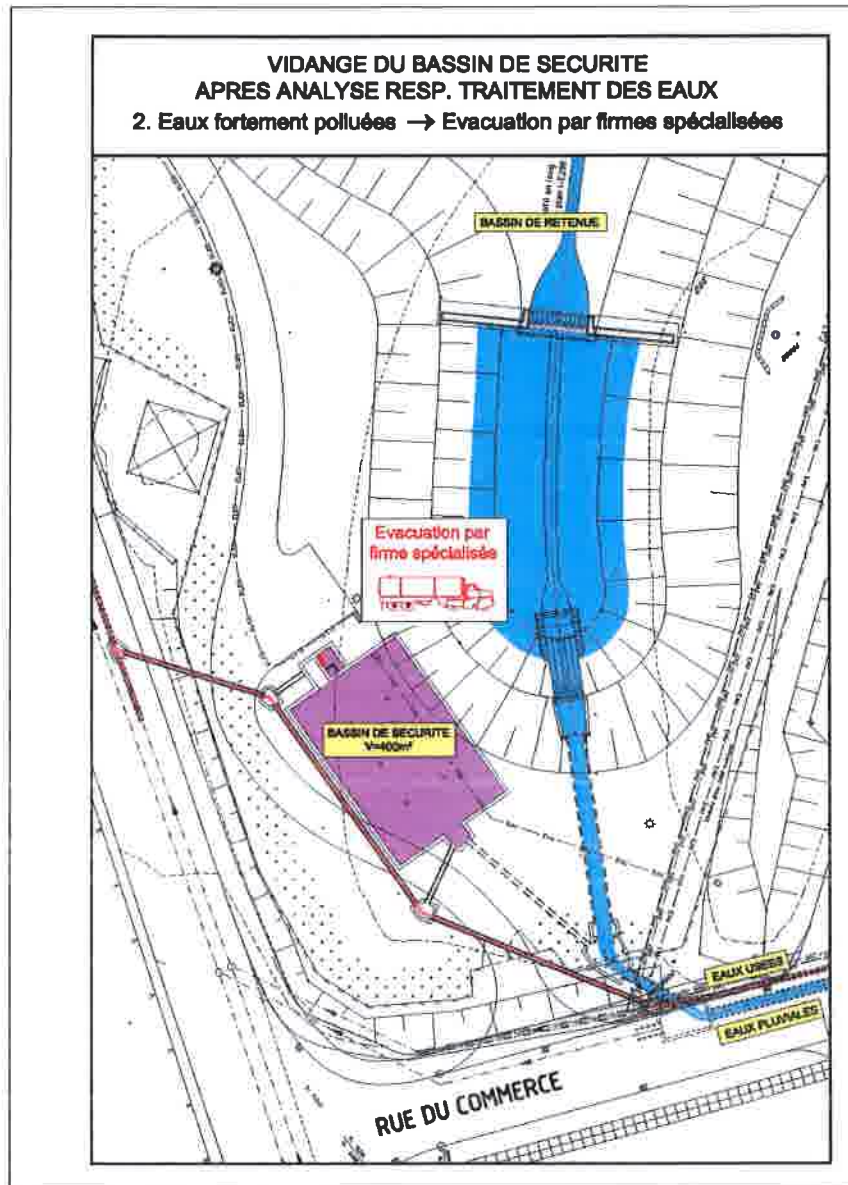 VIDANGE DU BASSIN DE SECURITE
APRES ANALYSE RESP. TRAITEMENT DES EAUX
2. Eaux fortement polluées → Evacuation par firmes spécialisées
BASSIN DE RETENUE
Evacuation par
firme spécialisée
BASSIN DE SECURITE
V=400m³
EAUX USEES
EAUX PLUVIALES
RUE DU COMMERCE